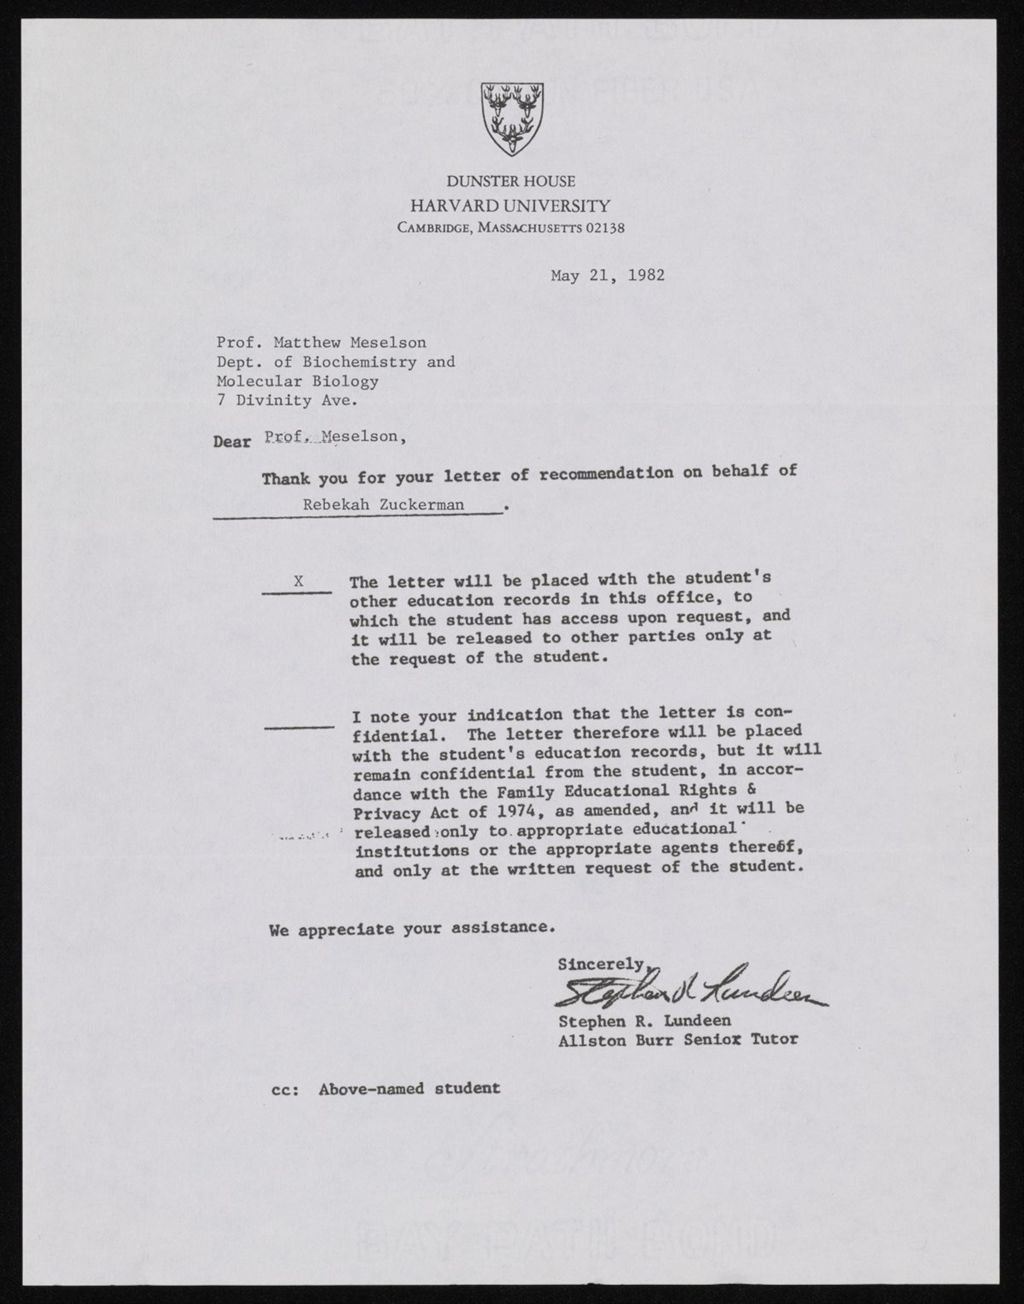 DUNSTER HOUSE
HARVARD UNIVERSITY
CAMBRIDGE, MASSACHUSETTS 02138
May 21, 1982
Prof. Matthew Meselson
Dept. of Biochemistry and
Molecular Biology
7 Divinity Ave.
Dear Prof. Meselson,
Thank you for your letter of recommendation on behalf of
Rebekah Zuckerman .
X The letter will be placed with the student's
other education records in this office, to
which the student has access upon request, and
it will be released to other parties only at
the request of the student.
I note your indication that the letter is con-
fidential. The letter therefore will be placed
with the student's education records, but it will
remain confidential from the student, in accor-
dance with the Family Educational Rights &
Privacy Act of 1974, as amended, and it will be
released only to appropriate educational
institutions or the appropriate agents thereof,
and only at the written request of the student.
We appreciate your assistance.
Sincerely,
Stephen R Lundeen
Stephen R. Lundeen
Allston Burr Senior Tutor
cc: Above-named student